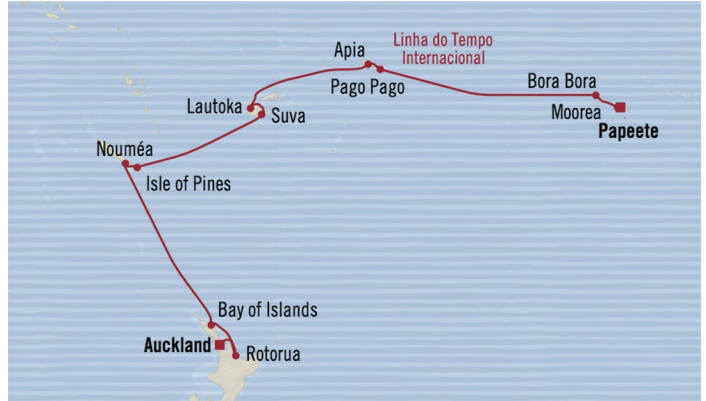 Linha do Tempo
Internacional
Apia
Pago Pago
Bora Bora
Moorea
Papeete
Lautoka
Suva
Nouméa
Isle of Pines
Bay of Islands
Auckland
Rotorua